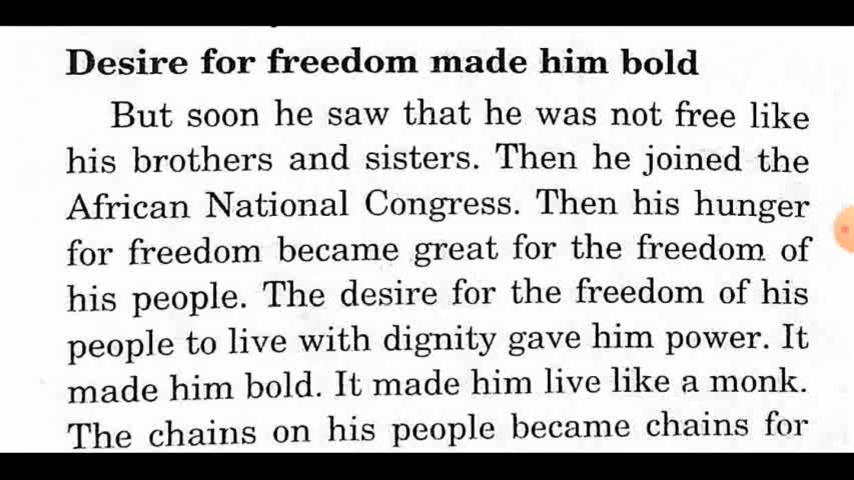 Desire for freedom made him bold
But soon he saw that he was not free like
his brothers and sisters. Then he joined the
African National Congress. Then his hunger
for freedom became great for the freedom of
his people. The desire for the freedom of his
people to live with dignity gave him power. It
made him bold. It made him live like a monk.
The chains on his people became chains for